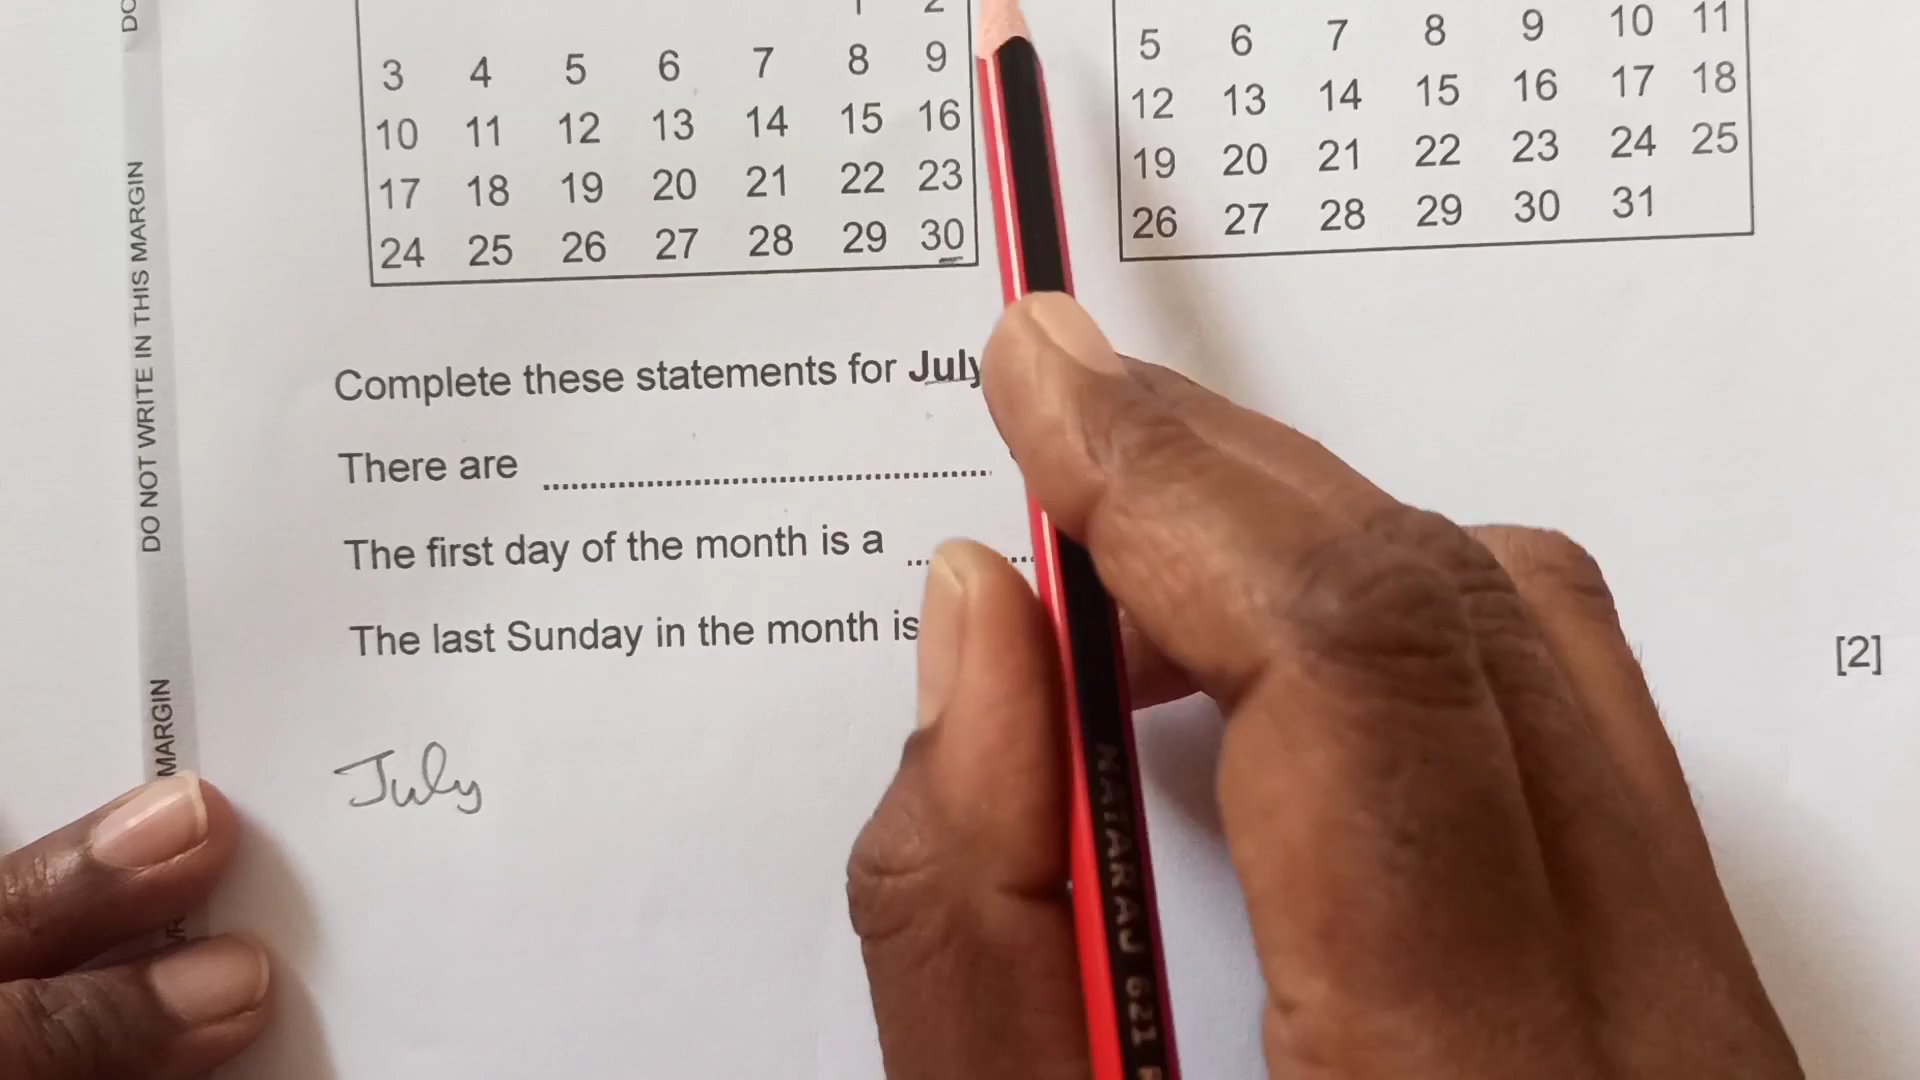 1 2
3 4 5 6 7 8 9
10 11 12 13 14 15 16
17 18 19 20 21 22 23
24 25 26 27 28 29 30
5 6 7 8 9 10 11
12 13 14 15 16 17 18
19 20 21 22 23 24 25
26 27 28 29 30 31
Complete these statements for July
There are
The first day of the month is a
The last Sunday in the month is
[2]
July
DO NOT WRITE IN THIS MARGIN
MARGIN
DO
NATARAJ 621